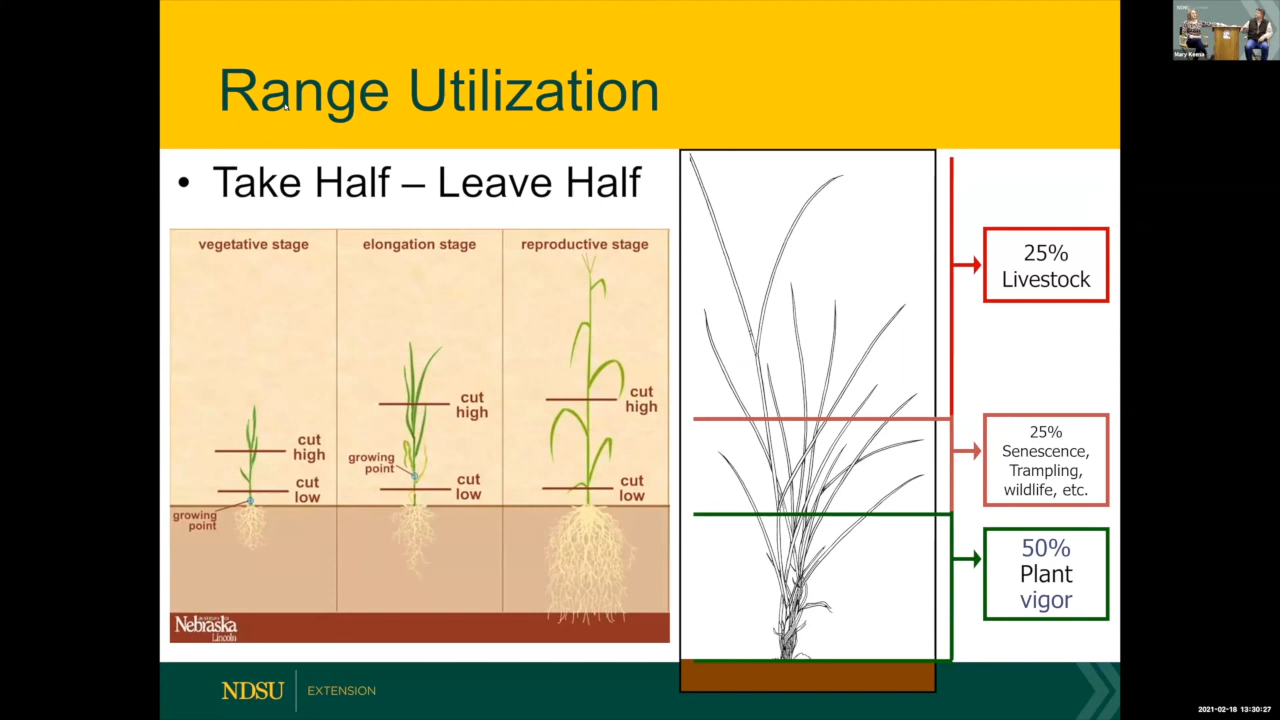 Range Utilization
• Take Half – Leave Half
vegetative stage
elongation stage
reproductive stage
cut
high
cut
low
growing
point
cut
high
growing
point
cut
low
cut
high
cut
low
Nebraska
Lincoln
25%
Livestock
25%
Senescence,
Trampling,
wildlife, etc.
50%
Plant
vigor
NDSU
EXTENSION
Mary Keena
2021-02-18 13:30:27